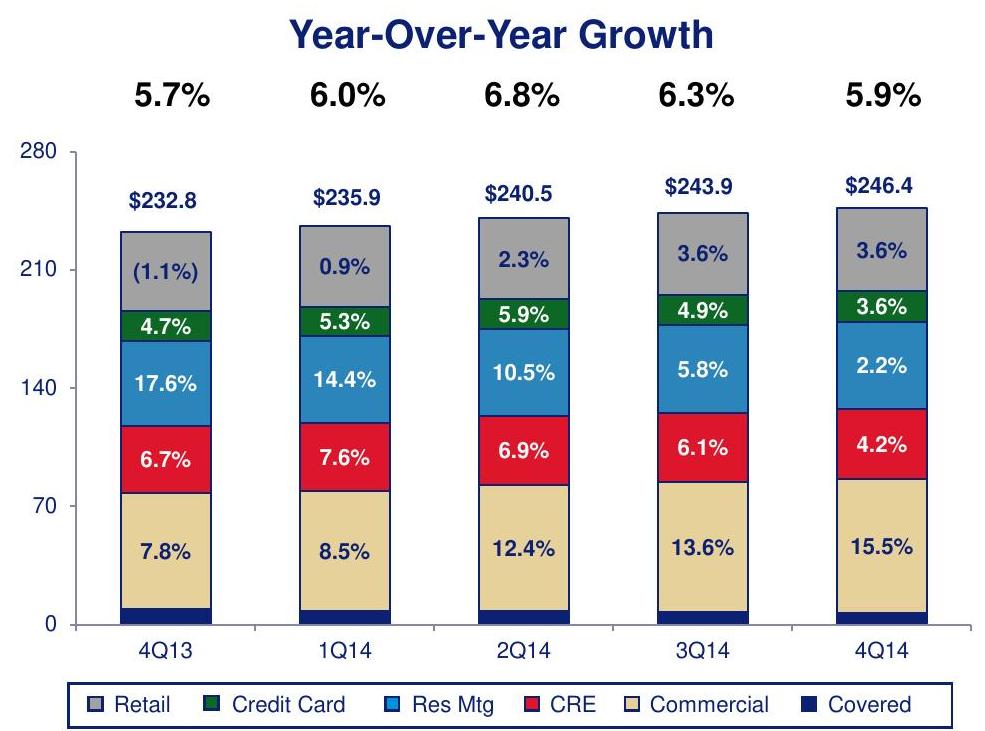 Year-Over-Year Growth
5.7% 6.0% 6.8% 6.3% 5.9%
280
$232.8 $235.9 $240.5 $243.9 $246.4
210
(1.1%) 0.9% 2.3% 3.6% 3.6%
4.7% 5.3% 5.9% 4.9% 3.6%
140
17.6% 14.4% 10.5% 5.8% 2.2%
6.7% 7.6% 6.9% 6.1% 4.2%
70
7.8% 8.5% 12.4% 13.6% 15.5%
0
4Q13 1Q14 2Q14 3Q14 4Q14
Retail Credit Card Res Mtg CRE Commercial Covered